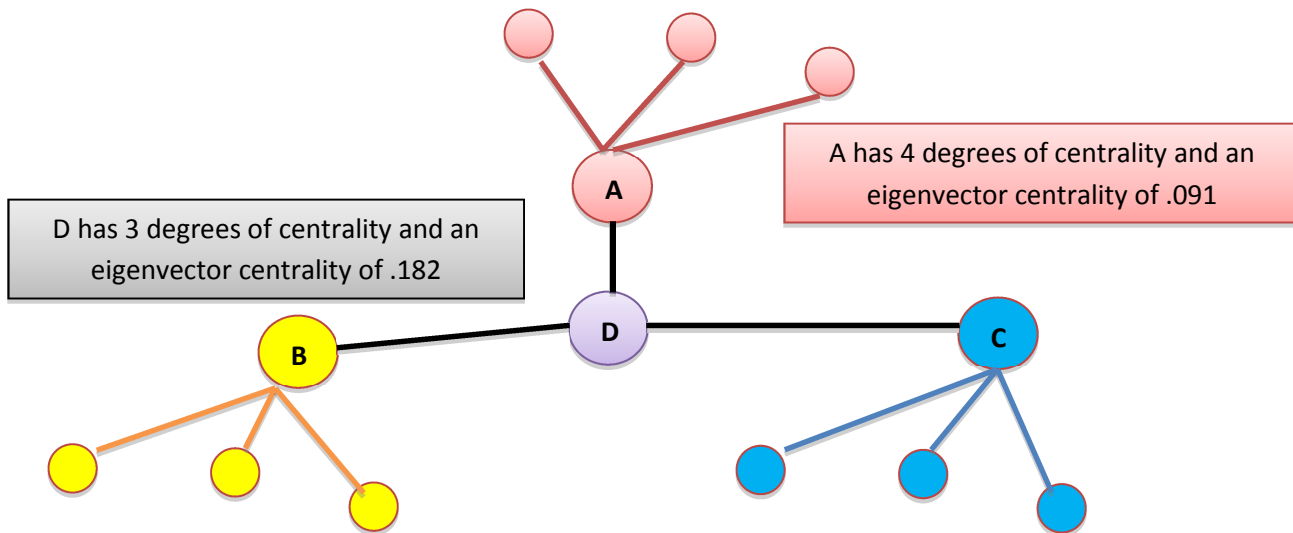 A has 4 degrees of centrality and an
eigenvector centrality of .091
A
D has 3 degrees of centrality and an
eigenvector centrality of .182
D
B
C